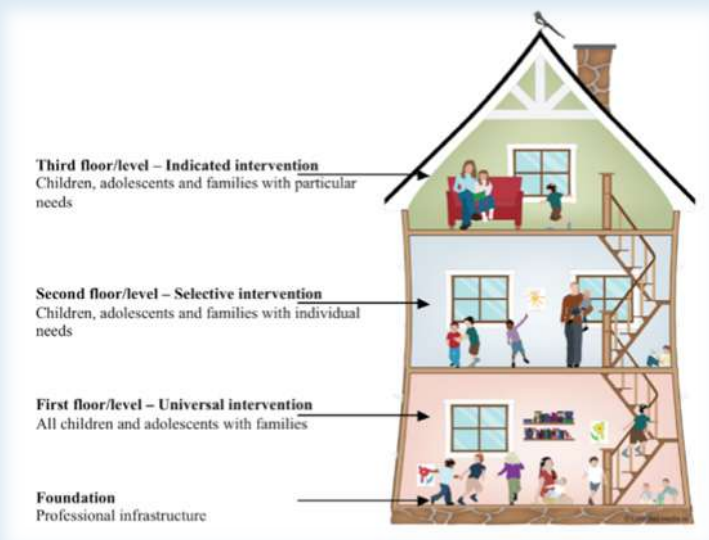 Third floor/level – Indicated intervention
Children, adolescents and families with particular
needs
Second floor/level – Selective intervention
Children, adolescents and families with individual
needs
First floor/level – Universal intervention
All children and adolescents with families
Foundation
Professional infrastructure